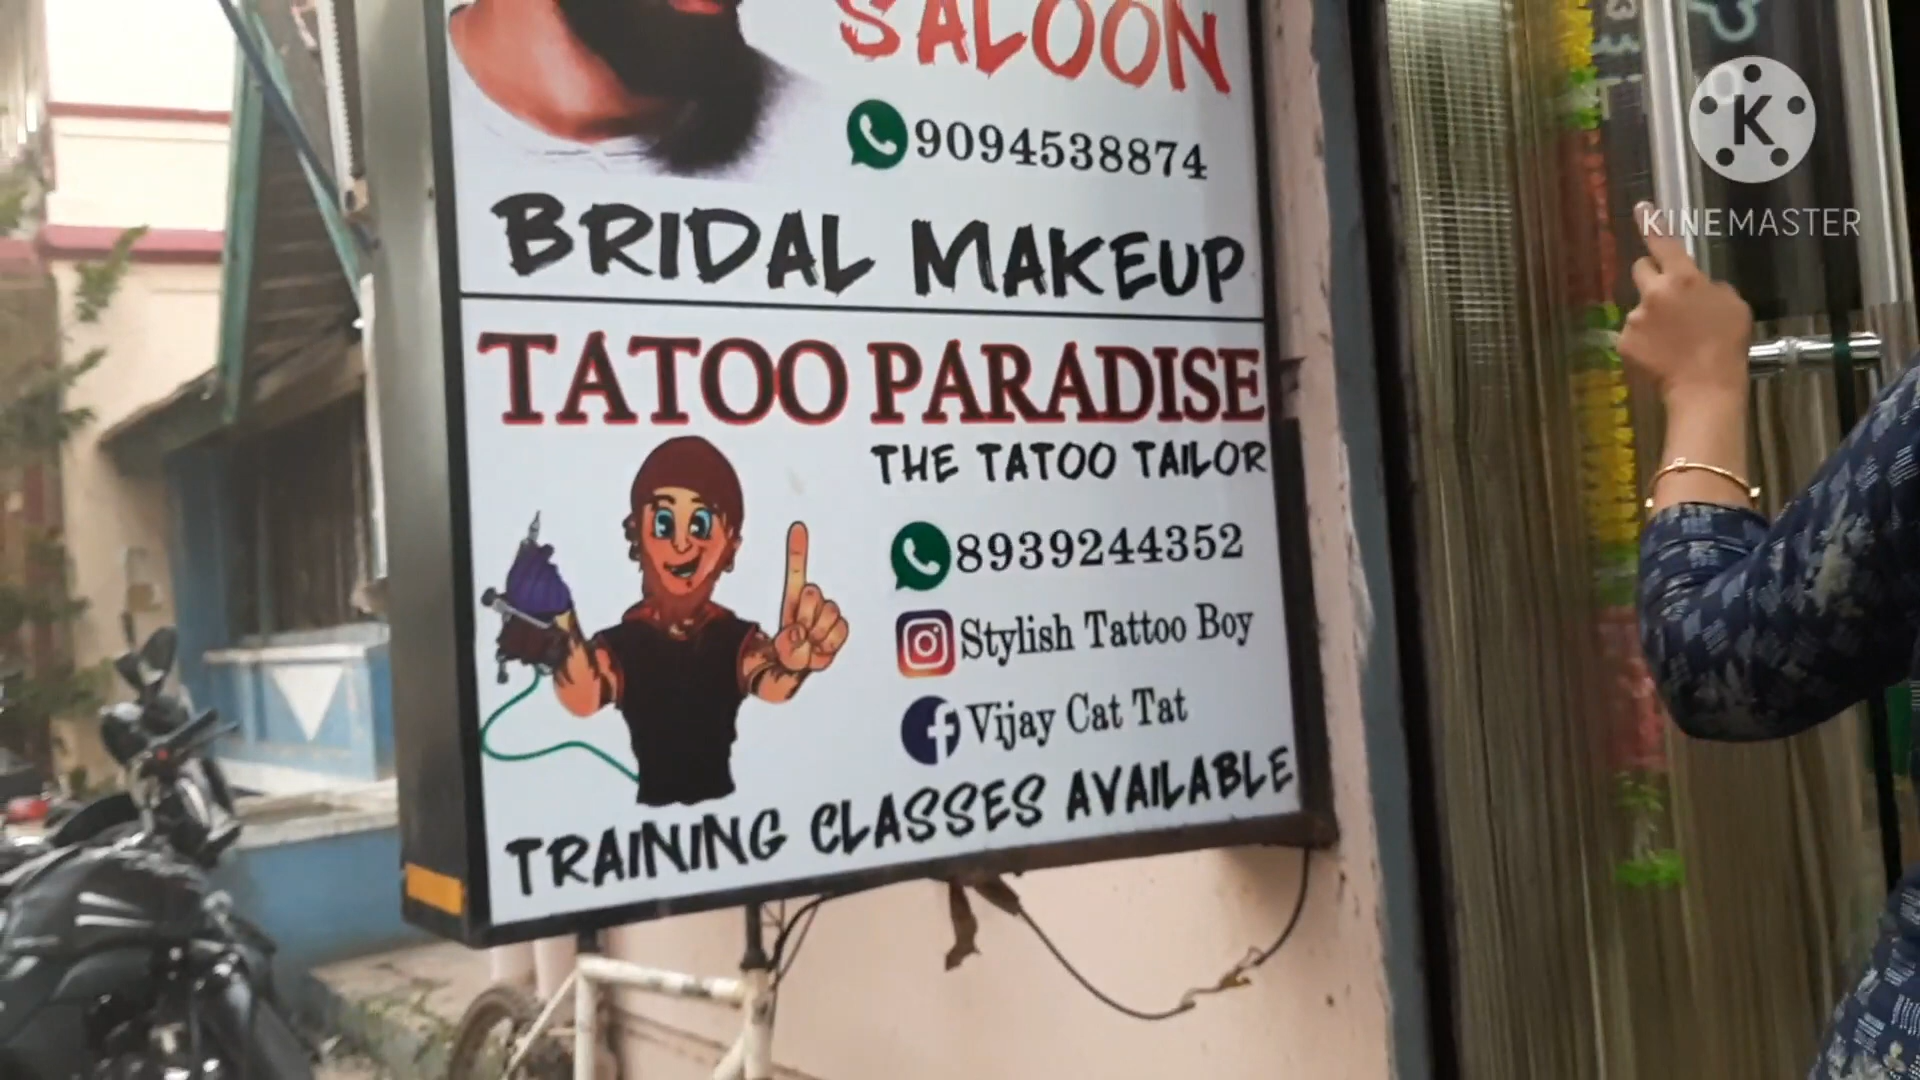 SALOON
9094538874
BRIDAL MAKEUP
TATOO PARADISE
THE TATOO TAILOR
8939244352
Stylish Tattoo Boy
Vijay Cat Tat
TRAINING CLASSES AVAILABLE
K
KINEMASTER